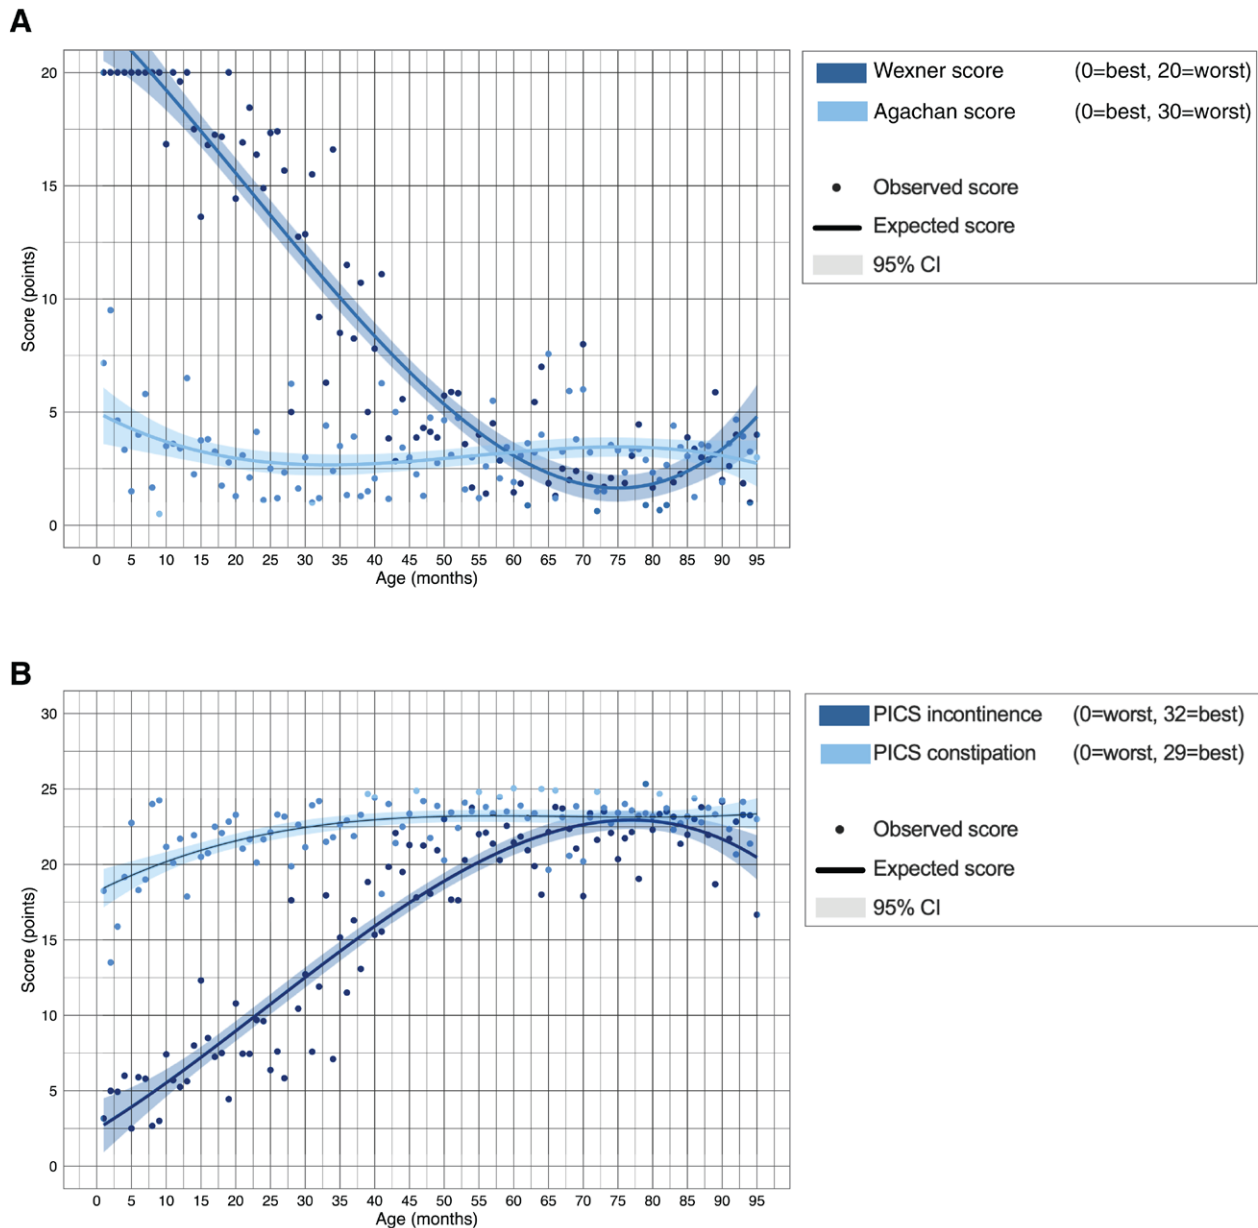 A
Score (points)
20
15
10
5
0
0 5 10 15 20 25 30 35 40 45 50 55 60 65 70 75 80 85 90 95
Age (months)
Wexner score (0=best, 20=worst)
Agachan score (0=best, 30=worst)
Observed score
Expected score
95% CI
B
Score (points)
30
25
20
15
10
5
0
0 5 10 15 20 25 30 35 40 45 50 55 60 65 70 75 80 85 90 95
Age (months)
PICS incontinence (0=worst, 32=best)
PICS constipation (0=worst, 29=best)
Observed score
Expected score
95% CI